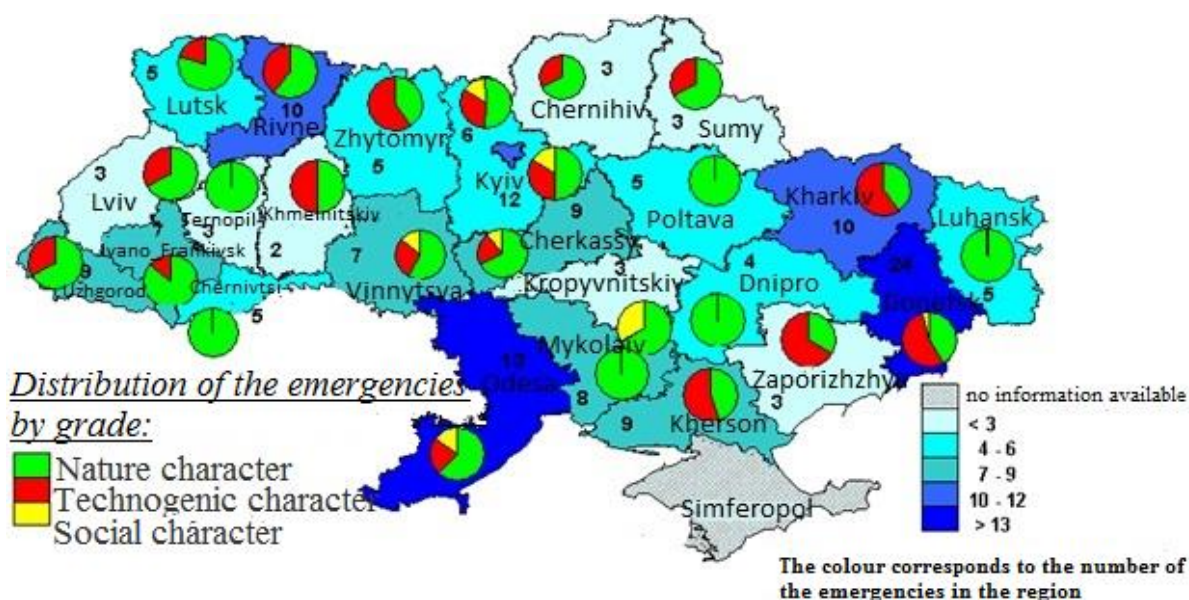 3
Chernihiv
3
Sumy
5
Lutsk
10
Rivne
Zhytomyr
5
6
Kyiv
12
3
Lviv
Ternopil
3
Khmelnitskiy
2
5
Poltava
Kharkiv
10
Luhansk
5
9
Cherkassy
7
Ivano Frankivsk
9
Uzhgorod
Chernivtsi
5
7
Vinnytsya
3
Kropyvnitskiy
4
Dnipro
24
Donetsk
13
Odesa
Mykolaiv
8
Zaporizhzhya
3
9
Kherson
Simferopol
Distribution of the emergencies
by grade:
Nature character
Technogenic character
Social character
no information available
< 3
4 - 6
7 - 9
10 - 12
> 13
The colour corresponds to the number of
the emergencies in the region